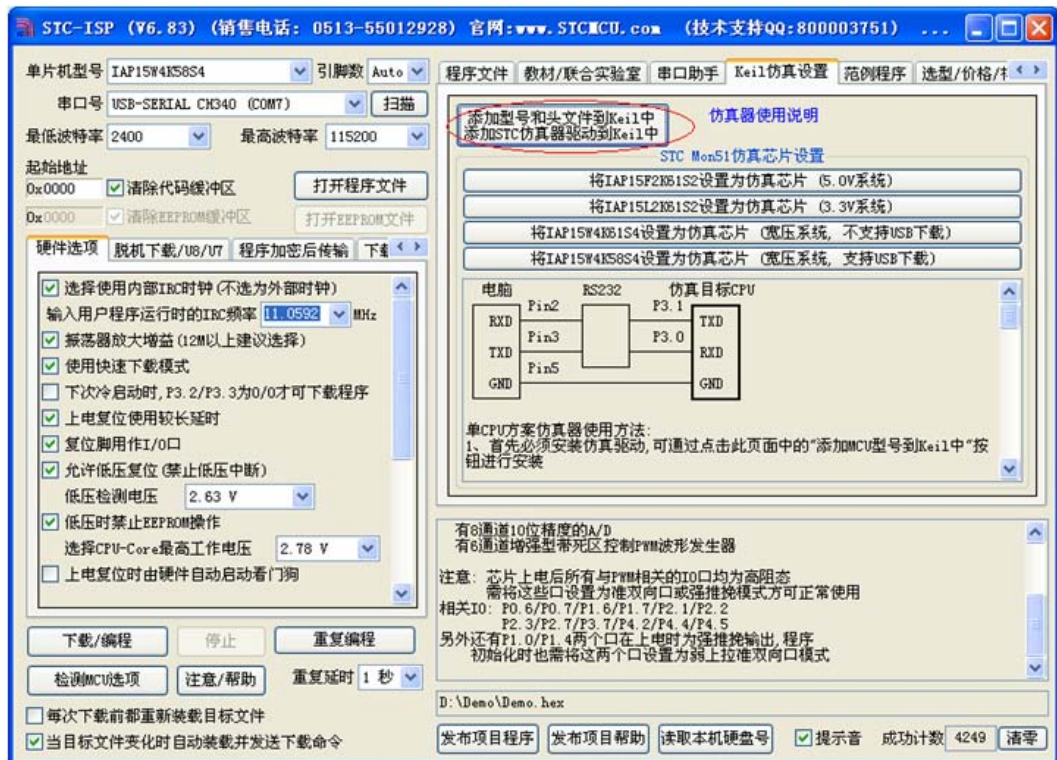 STC-ISP (V6.83) (销售电话: 0513-55012928) 官网:www.STCMCU.com (技术支持QQ:800003751) ...
单片机型号 IAP15W4K58S4 引脚数 Auto
串口号 USB-SERIAL CH340 (COM7) 扫描
最低波特率 2400 最高波特率 115200
起始地址
0x0000 清除代码缓冲区 打开程序文件
0x0000 清除EEPROM缓冲区 打开EEPROM文件
硬件选项 脱机下载/U8/U7 程序加密后传输
选择使用内部IRC时钟(不选为外部时钟)
输入用户程序运行时的IRC频率 11.0592 MHz
振荡器放大增益(12M以上建议选择)
使用快速下载模式
下次冷启动时,P3.2/P3.3为0/0才可下载程序
上电复位使用较长延时
复位脚用作I/O口
允许低压复位(禁止低压中断)
低压检测电压 2.63 V
低压时禁止EEPROM操作
选择CPU-Core最高工作电压 2.78 V
上电复位时由硬件自动启动看门狗
下载/编程 停止 重复编程
检测MCU选项 注意/帮助 重复延时 1 秒
每次下载前都重新装载目标文件
当目标文件变化时自动装载并发送下载命令
程序文件 教材/联合实验室 串口助手 Keil仿真设置 范例程序 选型/价格/
添加型号和头文件到Keil中
添加STC仿真器驱动到Keil中
仿真器使用说明
STC Mon51仿真芯片设置
将IAP15F2K61S2设置为仿真芯片 (5.0V系统)
将IAP15L2K61S2设置为仿真芯片 (3.3V系统)
将IAP15W4K61S4设置为仿真芯片 (宽压系统, 不支持USB下载)
将IAP15W4K58S4设置为仿真芯片 (宽压系统, 支持USB下载)
电脑 RS232 仿真目标CPU
Pin2 P3.1
RXD TXD
Pin3 P3.0
TXD RXD
Pin5
GND GND
单CPU方案仿真器使用方法:
1、首先必须安装仿真驱动,可通过点击此页面中的"添加MCU型号到Keil中"按
钮进行安装
有8通道10位精度的A/D
有6通道增强型带死区控制PWM波形发生器
注意: 芯片上电后所有与PWM相关的IO口均为高阻态
需将这些口设置为准双向口或强推挽模式方可正常使用
相关IO: P0.6/P0.7/P1.6/P1.7/P2.1/P2.2
P2.3/P2.7/P3.7/P4.2/P4.4/P4.5
另外还有P1.0/P1.4两个口在上电时为强推挽输出,程序
初始化时也需将这两个口设置为弱上拉准双向口模式
D:\Demo\Demo.hex
发布项目程序 发布项目帮助 读取本机硬盘号 提示音 成功计数 4249 清零